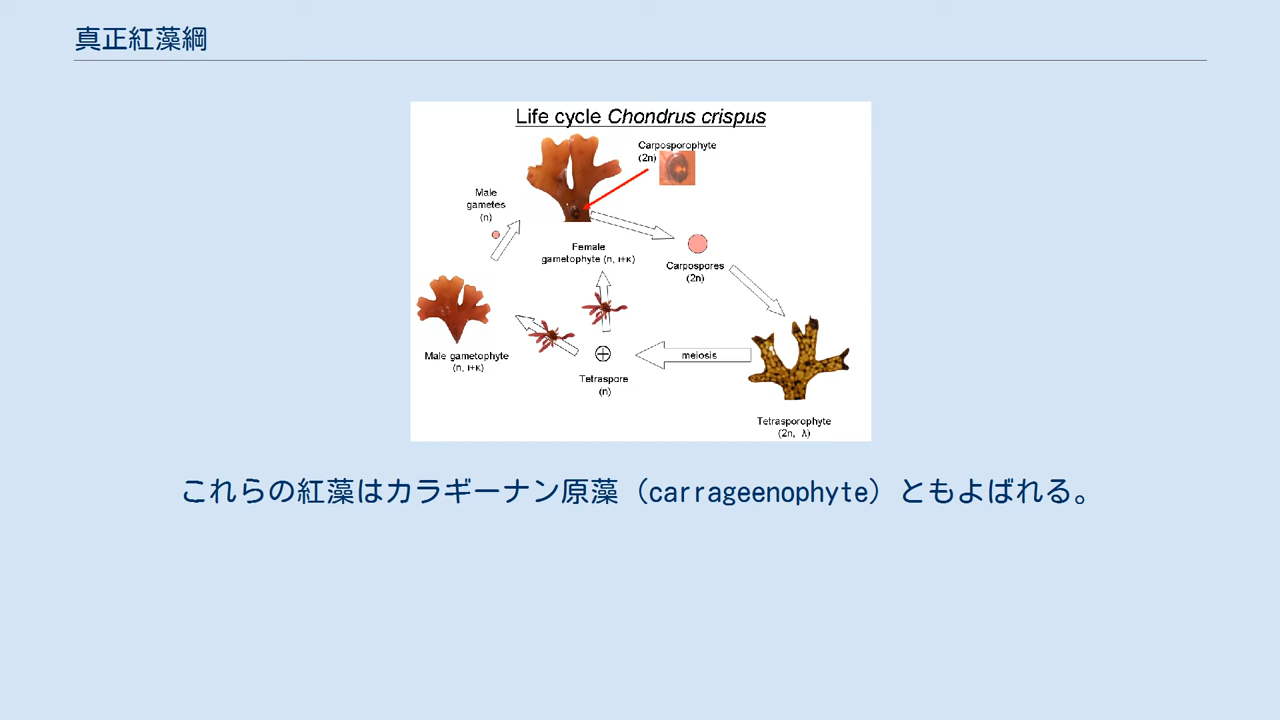 真正紅藻綱
Life cycle Chondrus crispus
Carposporophyte
(2n)
Male
gametes
(n)
Female
gametophyte (n, ι+κ)
Carpospores
(2n)
Male gametophyte
(n, ι+κ)
meiosis
Tetraspore
(n)
Tetrasporophyte
(2n, λ)
これらの紅藻はカラギーナン原藻（carrageenophyte）ともよばれる。